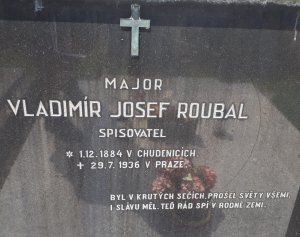 MAJOR
VLADIMÍR JOSEF ROUBAL
SPISOVATEL
* 1.12.1884 V CHUDENICÍCH.
+ 29.7.1936 V PRAZE.
BYL V KRUTÝCH SEČÍCH, PROŠEL SVĚTY VŠEMI,
I SLÁVU MĚL. TEĎ RÁD SPÍ V RODNÉ ZEMI.